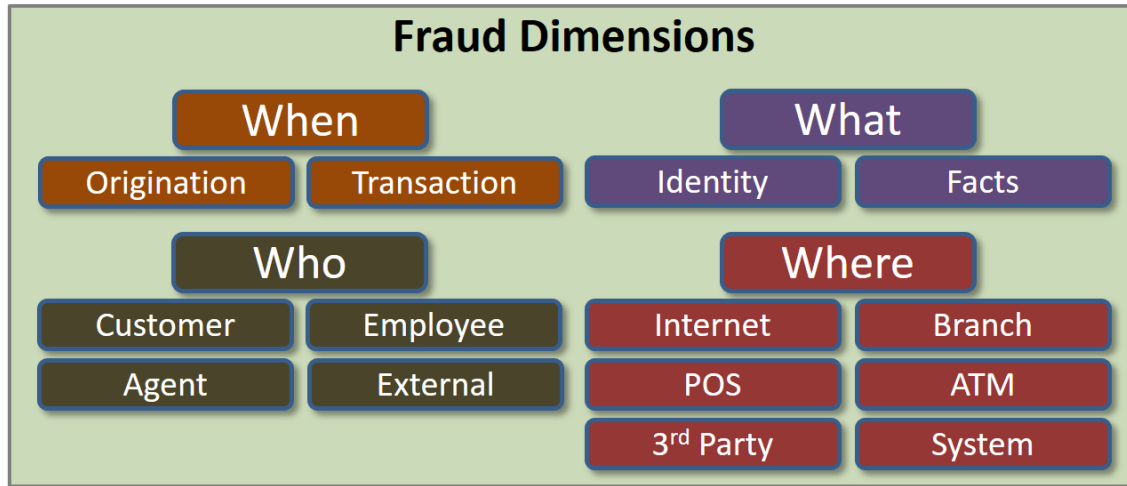 Fraud Dimensions
When
Origination Transaction
What
Identity Facts
Who
Customer Employee
Agent External
Where
Internet Branch
POS ATM
3rd Party System